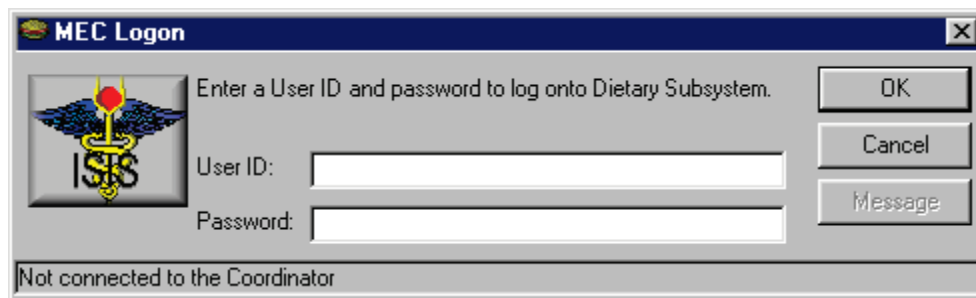 MEC Logon
Enter a User ID and password to log onto Dietary Subsystem.
OK
Cancel
ISIS
User ID:
Message
Password:
Not connected to the Coordinator